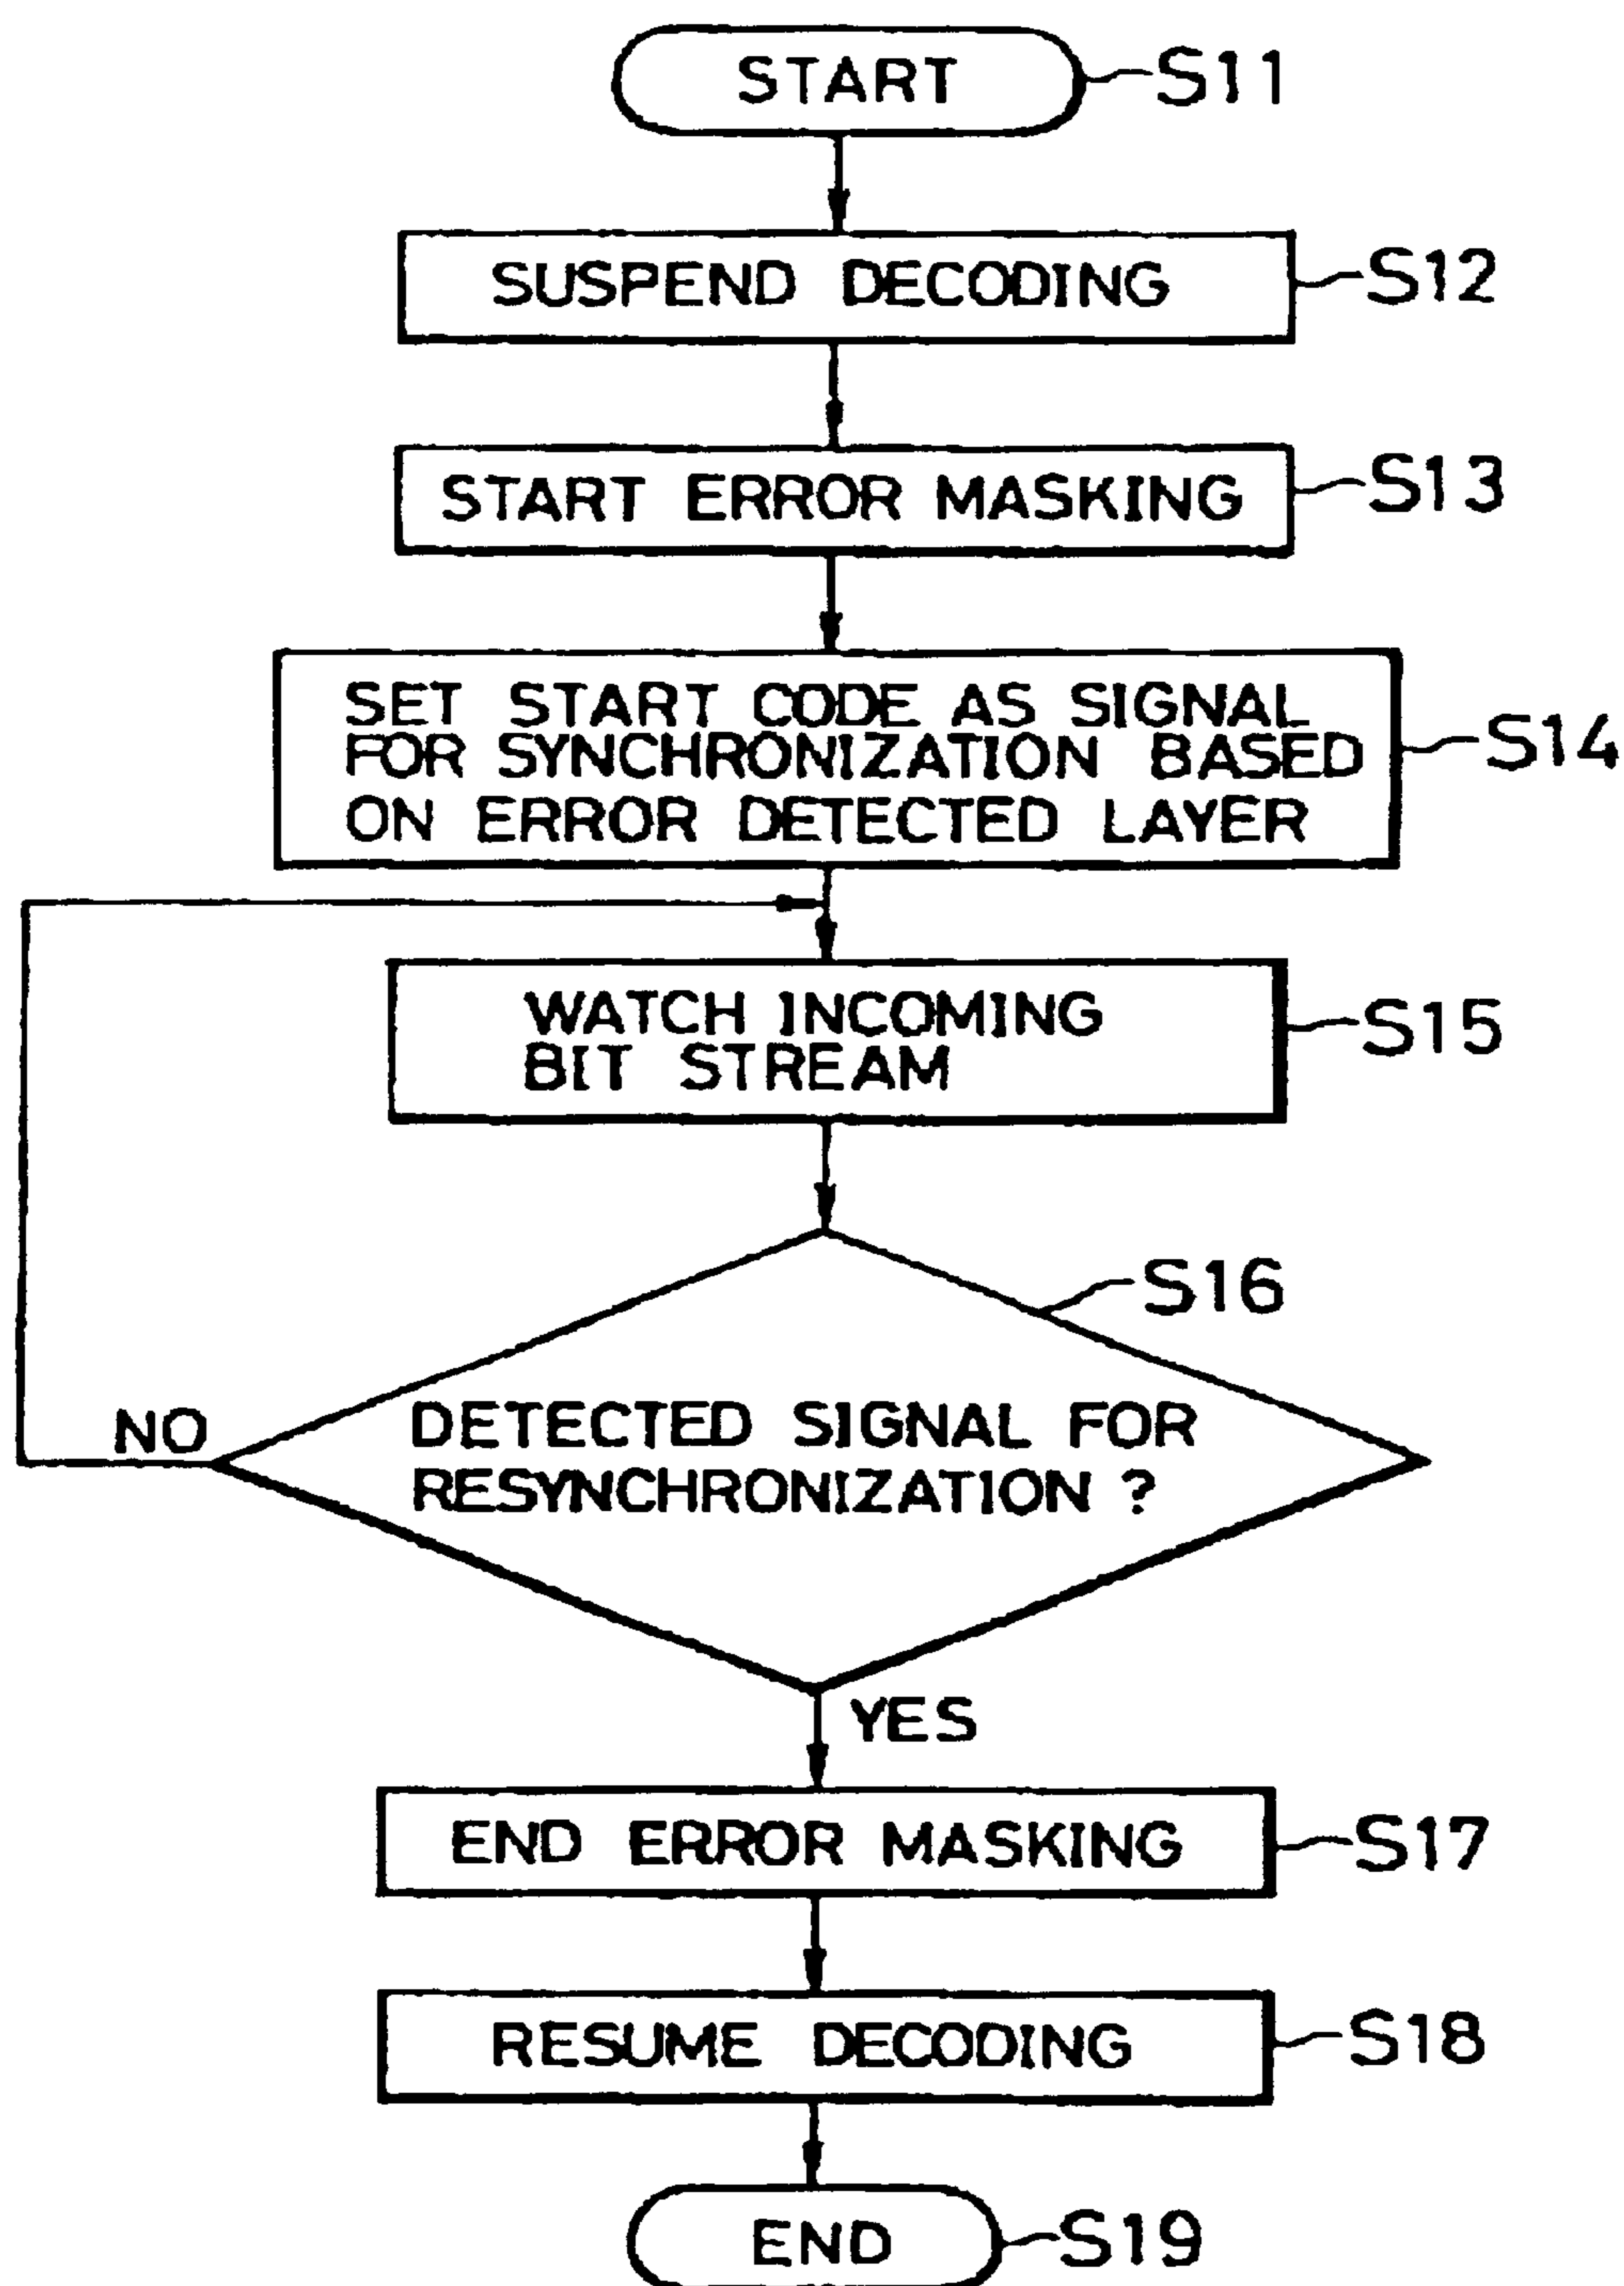 START
S11
SUSPEND DECODING
S12
START ERROR MASKING
S13
SET START CODE AS SIGNAL
FOR SYNCHRONIZATION BASED
ON ERROR DETECTED LAYER
S14
WATCH INCOMING
BIT STREAM
S15
S16
DETECTED SIGNAL FOR
RESYNCHRONIZATION ?
NO
YES
END ERROR MASKING
S17
RESUME DECODING
S18
END
S19